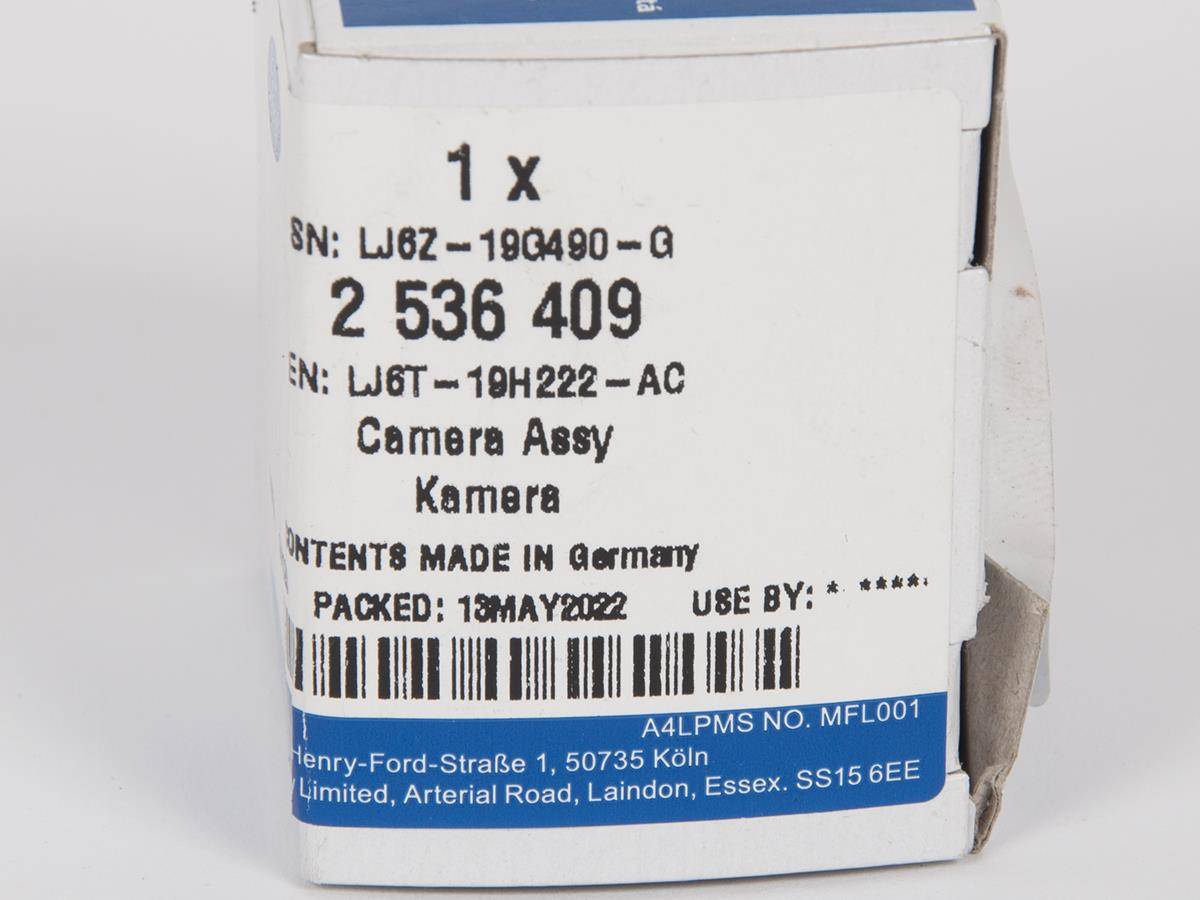 1 x
SN: LJ6Z-19G490-G
2 536 409
EN: LJ6T-19H222-AC
Camera Assy
Kamera
CONTENTS MADE IN Germany
PACKED: 13MAY2022 USE BY: * ****.
A4LPMS NO. MFL001
Henry-Ford-Straße 1, 50735 Köln
Limited, Arterial Road, Laindon, Essex. SS15 6EE